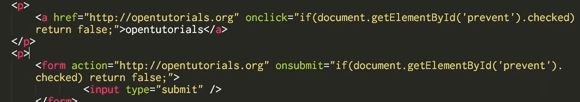 <p>
<a href="http://opentutorials.org" onclick="if(document.getElementById('prevent').checked)
return false;">opentutorials</a>
</p>
<p>
<form action="http://opentutorials.org" onsubmit="if(document.getElementById('prevent').
checked) return false;">
<input type="submit" />
</form>